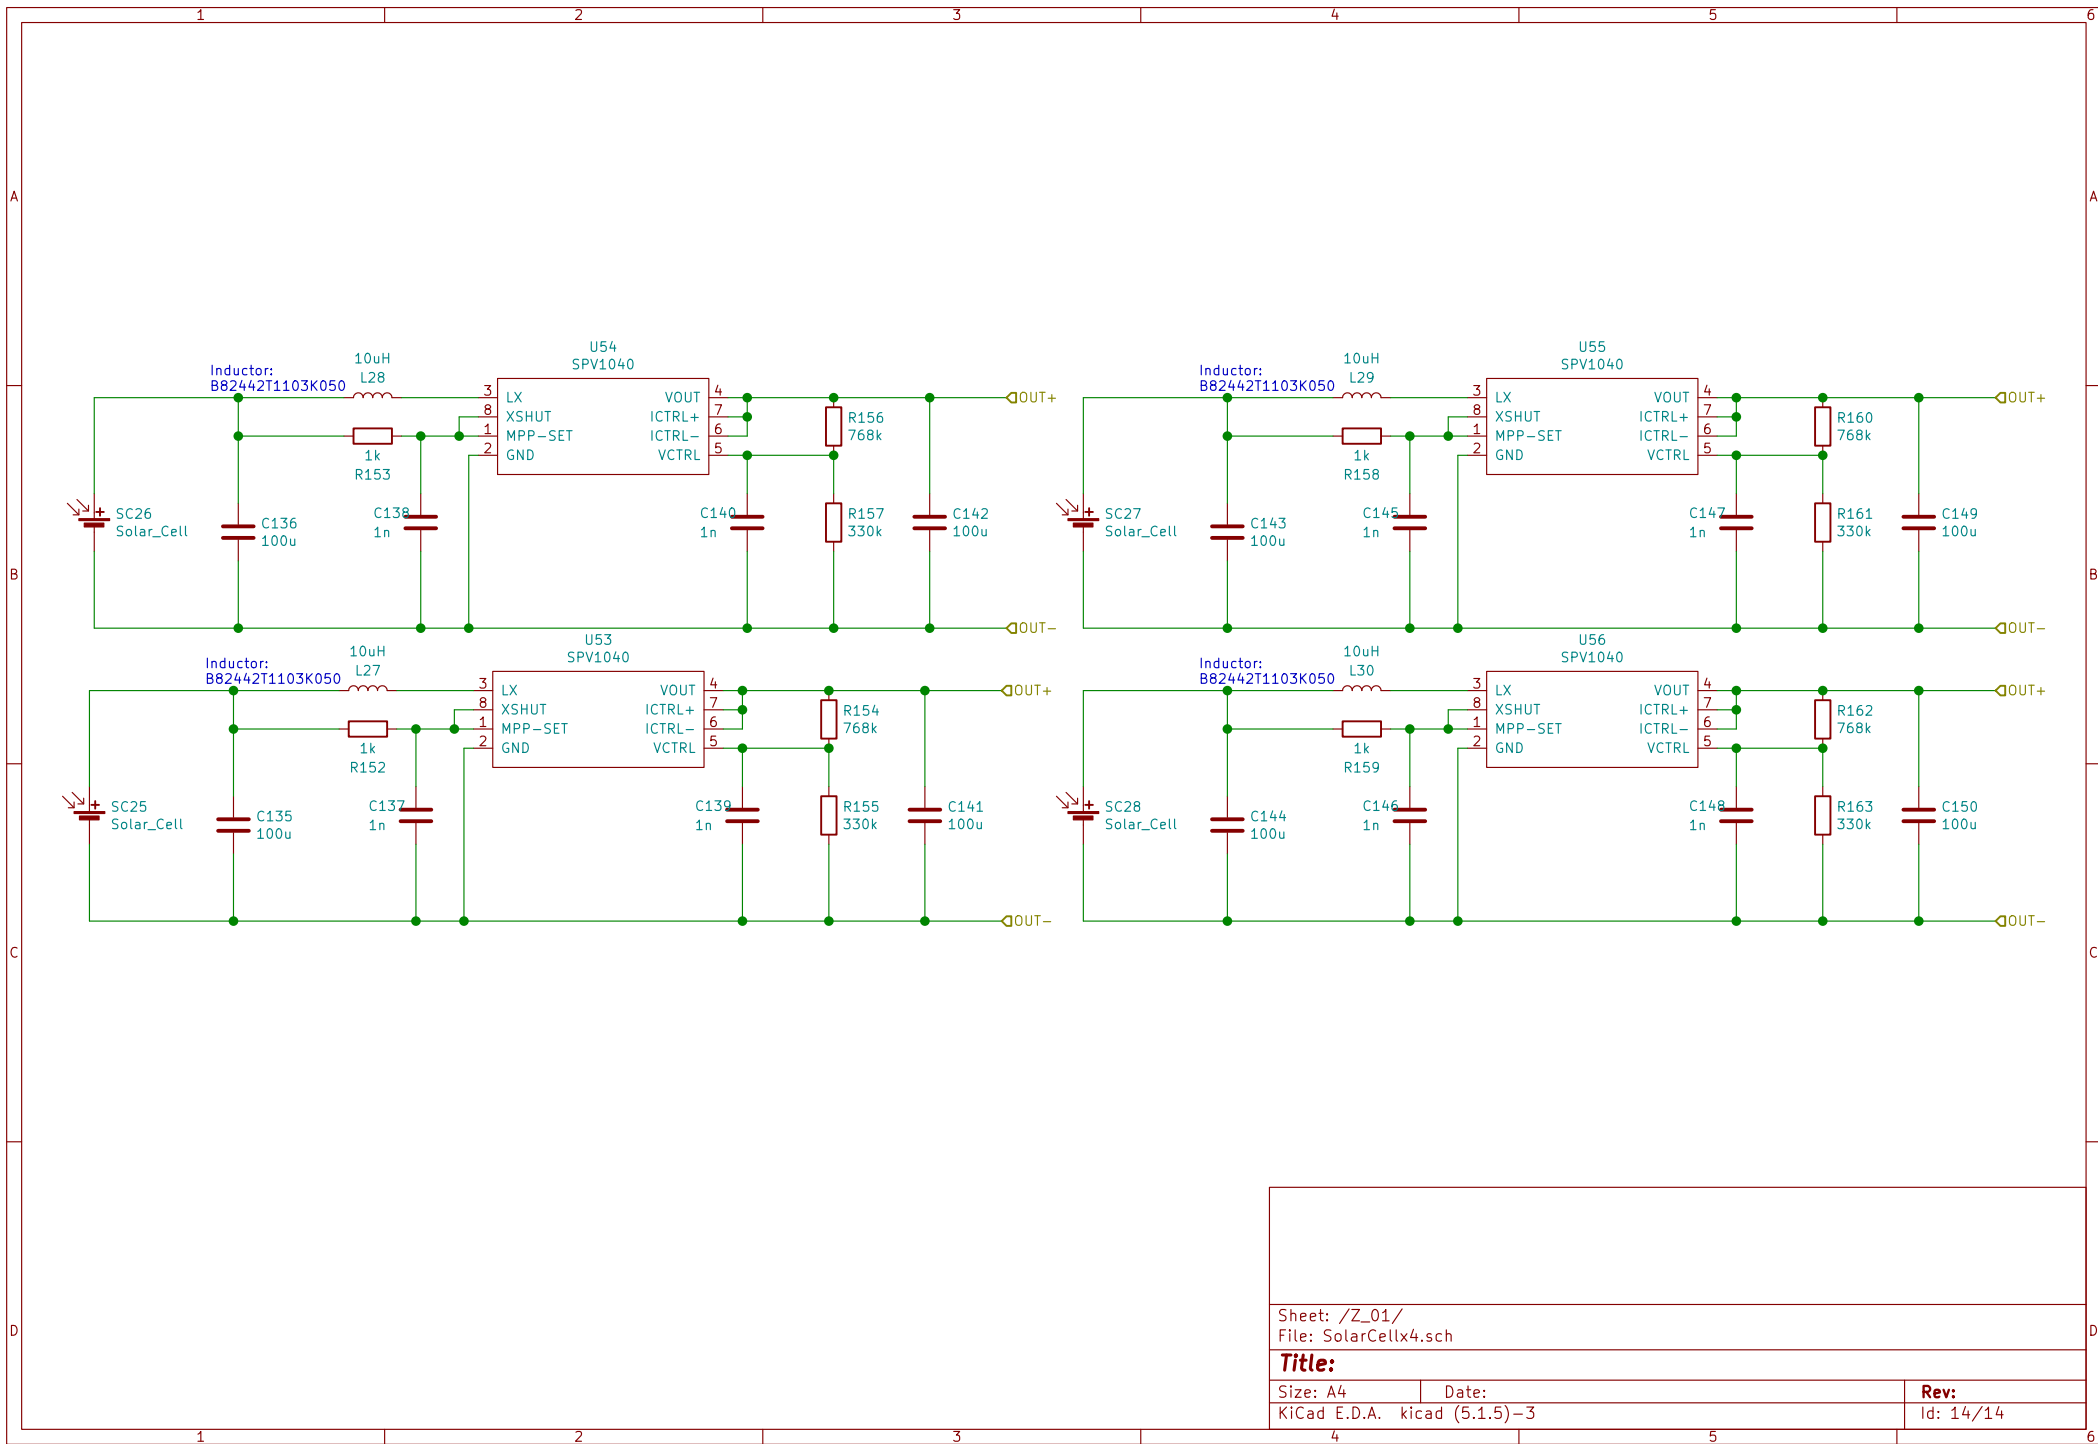 1 2 3 4 5 6
A A
U54
SPV1040
10uH
L28
Inductor:
B82442T1103K050
3 LX
8 XSHUT
1 MPP-SET
2 GND
VOUT 4
ICTRL+ 7
ICTRL- 6
VCTRL 5
OUT+
R156
768k
1k
R153
SC26
Solar_Cell
C136
100u
C138
1n
C140
1n
R157
330k
C142
100u
OUT-
U55
SPV1040
10uH
L29
Inductor:
B82442T1103K050
3 LX
8 XSHUT
1 MPP-SET
2 GND
VOUT 4
ICTRL+ 7
ICTRL- 6
VCTRL 5
OUT+
R160
768k
1k
R158
SC27
Solar_Cell
C143
100u
C145
1n
C147
1n
R161
330k
C149
100u
OUT-
B B
U53
SPV1040
10uH
L27
Inductor:
B82442T1103K050
3 LX
8 XSHUT
1 MPP-SET
2 GND
VOUT 4
ICTRL+ 7
ICTRL- 6
VCTRL 5
OUT+
R154
768k
1k
R152
SC25
Solar_Cell
C135
100u
C137
1n
C139
1n
R155
330k
C141
100u
OUT-
U56
SPV1040
10uH
L30
Inductor:
B82442T1103K050
3 LX
8 XSHUT
1 MPP-SET
2 GND
VOUT 4
ICTRL+ 7
ICTRL- 6
VCTRL 5
OUT+
R162
768k
1k
R159
SC28
Solar_Cell
C144
100u
C146
1n
C148
1n
R163
330k
C150
100u
OUT-
C C
D D
Sheet: /Z_01/
File: SolarCellx4.sch
Title:
Size: A4 Date: Rev:
KiCad E.D.A. kicad (5.1.5)-3 Id: 14/14
1 2 3 4 5 6